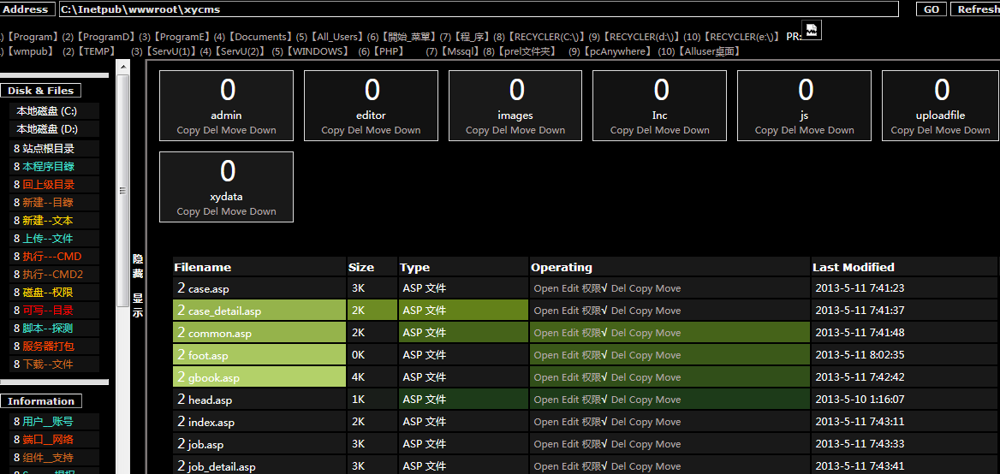 Address C:\Inetpub\wwwroot\xycms GO Refresh
)【Program】(2)【ProgramD】(3)【ProgramE】(4)【Documents】(5)【All_Users】(6)【開始_菜單】(7)【程_序】(8)【RECYCLER(C:\)】(9)【RECYCLER(d:\)】(10)【RECYCLER(e:\)】 PR:
)【wmpub】 (2)【TEMP】 (3)【ServU(1)】(4)【ServU(2)】 (5)【WINDOWS】 (6)【PHP】 (7)【Mssql】(8)【prel文件夹】 (9)【pcAnywhere】 (10)【Alluser桌面】
Disk & Files
本地磁盘 (C:)
本地磁盘 (D:)
8 站点根目录
8 本程序目錄
8 回上级目录
8 新建--目錄
8 新建--文本
8 上传--文件
8 执行---CMD
8 执行--CMD2
8 磁盘--权限
8 可写--目录
8 脚本--探测
8 服务器打包
8 下载--文件
Information
8 用户__账号
8 端口__网络
8 组件__支持
隐
藏
显
示
0 0 0 0 0 0
admin editor images Inc js uploadfile
Copy Del Move Down Copy Del Move Down Copy Del Move Down Copy Del Move Down Copy Del Move Down Copy Del Move Down
0
xydata
Copy Del Move Down
Filename Size Type Operating Last Modified
2 case.asp 3K ASP 文件 Open Edit 权限√ Del Copy Move 2013-5-11 7:41:23
2 case_detail.asp 2K ASP 文件 Open Edit 权限√ Del Copy Move 2013-5-11 7:41:37
2 common.asp 2K ASP 文件 Open Edit 权限√ Del Copy Move 2013-5-11 7:41:48
2 foot.asp 0K ASP 文件 Open Edit 权限√ Del Copy Move 2013-5-11 8:02:35
2 gbook.asp 4K ASP 文件 Open Edit 权限√ Del Copy Move 2013-5-11 7:42:42
2 head.asp 1K ASP 文件 Open Edit 权限√ Del Copy Move 2013-5-10 1:16:07
2 index.asp 2K ASP 文件 Open Edit 权限√ Del Copy Move 2013-5-11 7:43:11
2 job.asp 3K ASP 文件 Open Edit 权限√ Del Copy Move 2013-5-11 7:43:33
2 job_detail.asp 3K ASP 文件 Open Edit 权限√ Del Copy Move 2013-5-11 7:43:41